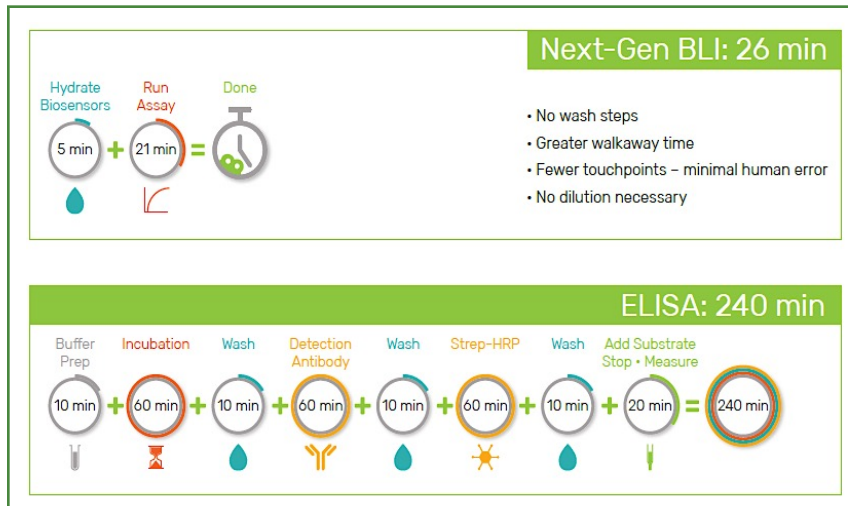 Next-Gen BLI: 26 min
Hydrate
Biosensors
Run
Assay
Done
5 min + 21 min =
• No wash steps
• Greater walkaway time
• Fewer touchpoints – minimal human error
• No dilution necessary
ELISA: 240 min
Buffer
Prep
Incubation
Wash
Detection
Antibody
Wash
Strep-HRP
Wash
Add Substrate
Stop • Measure
10 min + 60 min + 10 min + 60 min + 10 min + 60 min + 10 min + 20 min = 240 min